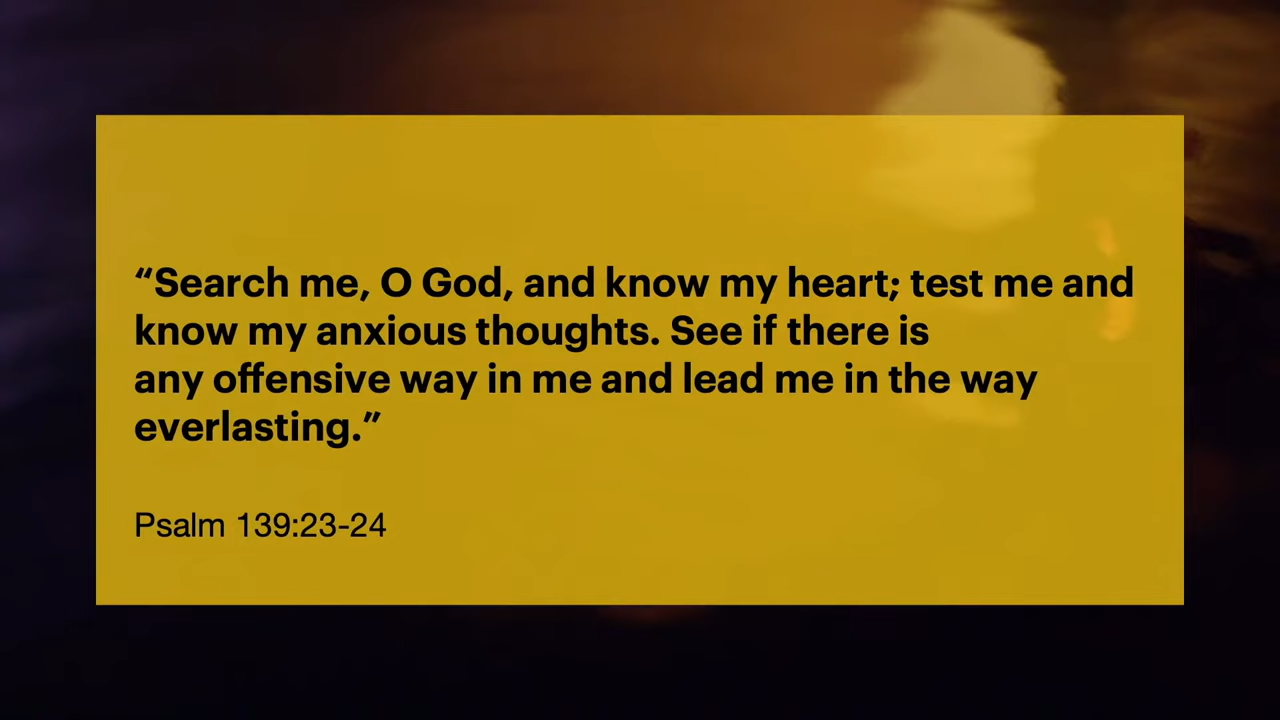 “Search me, O God, and know my heart; test me and
know my anxious thoughts. See if there is
any offensive way in me and lead me in the way
everlasting.”
Psalm 139:23-24